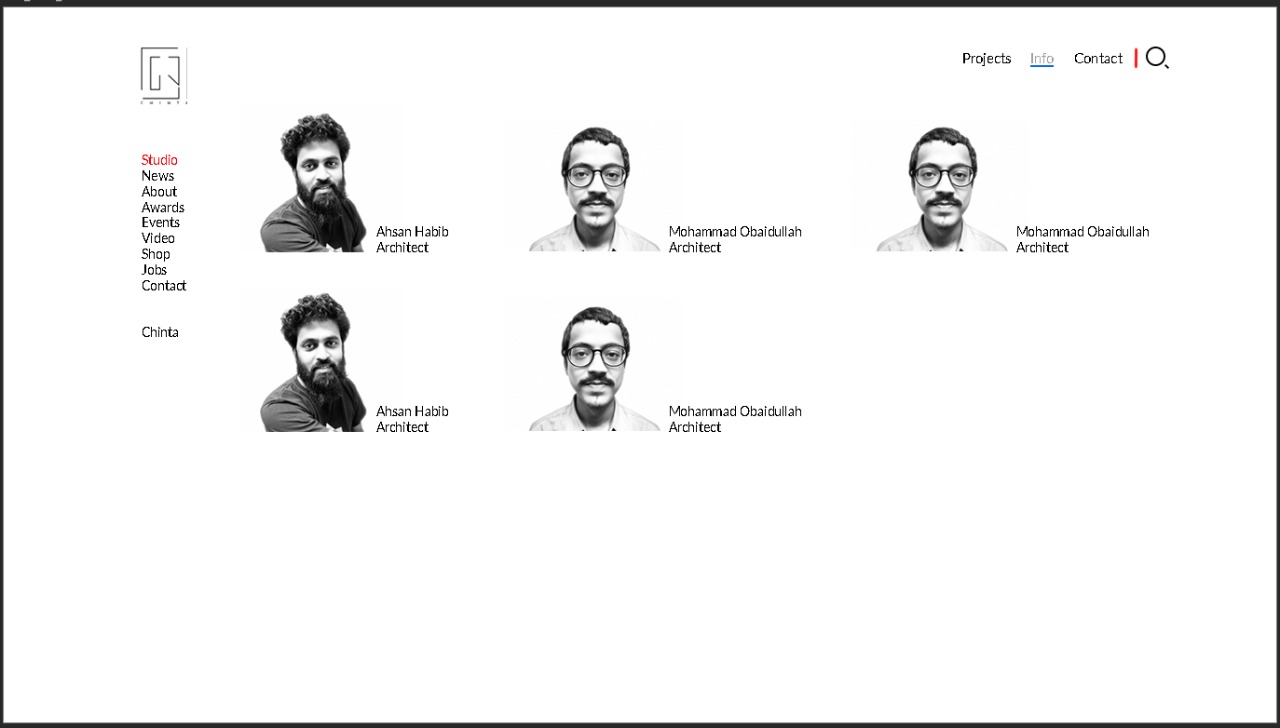 Projects Info Contact
CHINTA
Studio
News
About
Awards
Events
Video
Shop
Jobs
Contact
Chinta
Ahsan Habib
Architect
Mohammad Obaidullah
Architect
Mohammad Obaidullah
Architect
Ahsan Habib
Architect
Mohammad Obaidullah
Architect